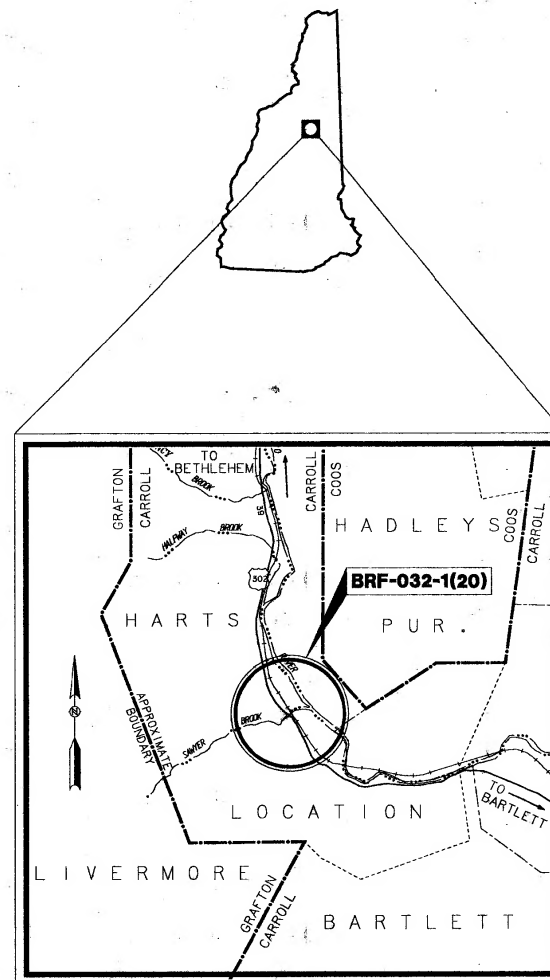 TO
BETHLEHEM
GRAFTON
CARROLL
BROOK
39
CARROLL
COOS
HADLEYS
COOS
CARROLL
HALFWAY BROOK
302
BRF-032-1(20)
HARTS
PUR.
N
APPROXIMATE
BOUNDARY
SAWYER BROOK
LOCATION
TO
BARTLETT
LIVERMORE
GRAFTON
CARROLL
BARTLETT